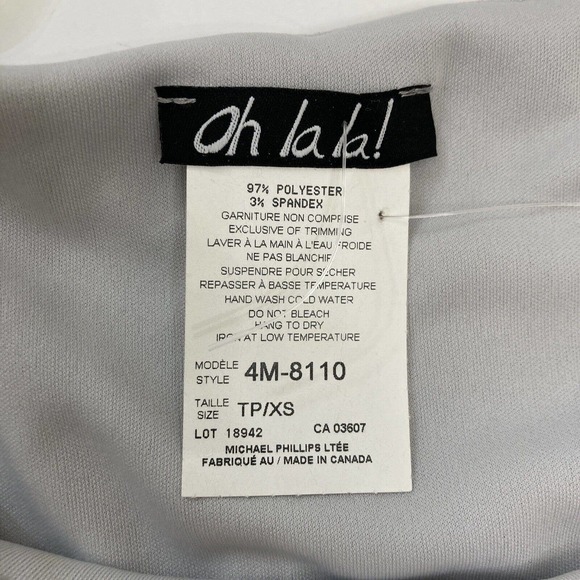 Oh la la!
97% POLYESTER
3% SPANDEX
GARNITURE NON COMPRISE
EXCLUSIVE OF TRIMMING
LAVER À LA MAIN À L'EAU FROIDE
NE PAS BLANCHIR
SUSPENDRE POUR SÉCHER
REPASSER À BASSE TEMPÉRATURE
HAND WASH COLD WATER
DO NOT BLEACH
HANG TO DRY
IRON AT LOW TEMPERATURE
MODÈLE
STYLE 4M-8110
TAILLE
SIZE TP/XS
LOT 18942 CA 03607
MICHAEL PHILLIPS LTÉE
FABRIQUÉ AU / MADE IN CANADA